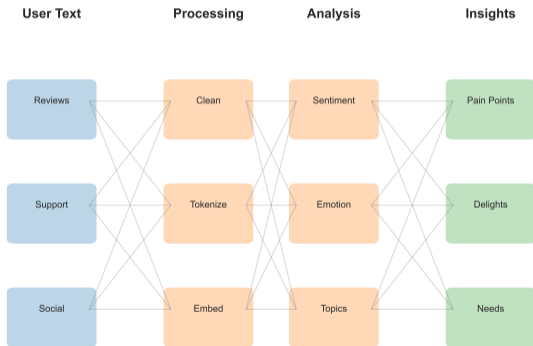 User Text Processing Analysis Insights
Reviews Clean Sentiment Pain Points
Support Tokenize Emotion Delights
Social Embed Topics Needs